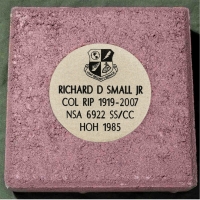 RICHARD D SMALL JR
COL RIP 1919-2007
NSA 6922 SS/CC
HOH 1985